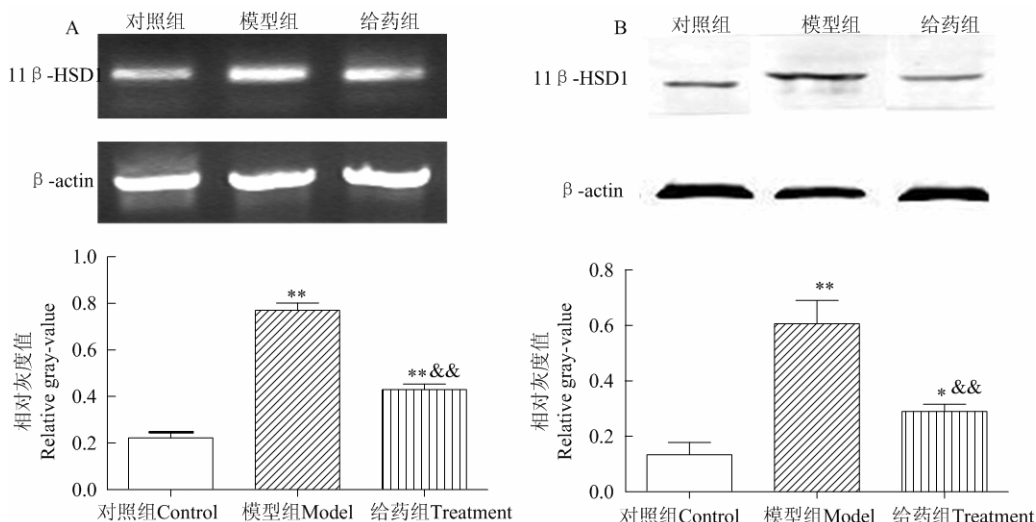 A
对照组 模型组 给药组
11β-HSD1
β-actin
1.0
0.8
0.6
0.4
0.2
0.0
相对灰度值
Relative gray-value
**
** &&
对照组Control 模型组Model 给药组Treatment
B
对照组 模型组 给药组
11β-HSD1
β-actin
0.8
0.6
0.4
0.2
0.0
相对灰度值
Relative gray-value
**
* &&
对照组Control 模型组Model 给药组Treatment